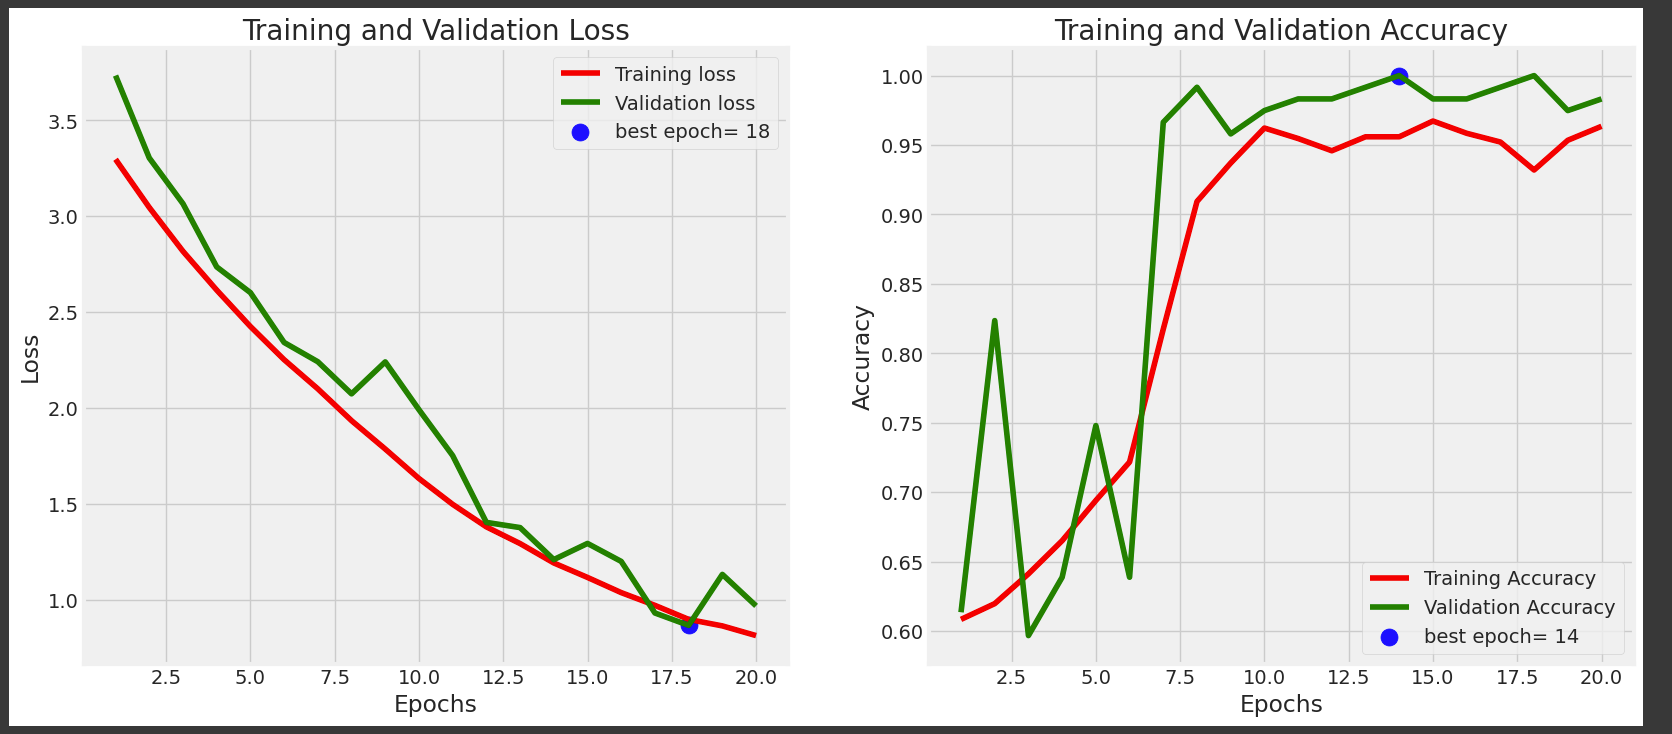 Training and Validation Loss
Training loss
Validation loss
best epoch= 18
3.5
3.0
2.5
2.0
1.5
1.0
Loss
2.5 5.0 7.5 10.0 12.5 15.0 17.5 20.0
Epochs
Training and Validation Accuracy
1.00
0.95
0.90
0.85
0.80
0.75
0.70
0.65
0.60
Accuracy
Training Accuracy
Validation Accuracy
best epoch= 14
2.5 5.0 7.5 10.0 12.5 15.0 17.5 20.0
Epochs